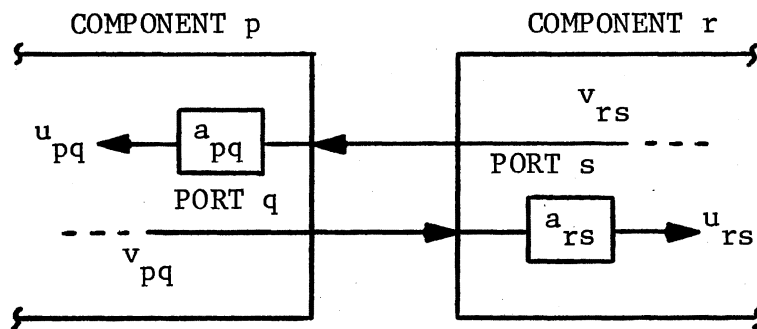 COMPONENT p
COMPONENT r
v_rs
u_pq
a_pq
PORT s
PORT q
a_rs
u_rs
v_pq